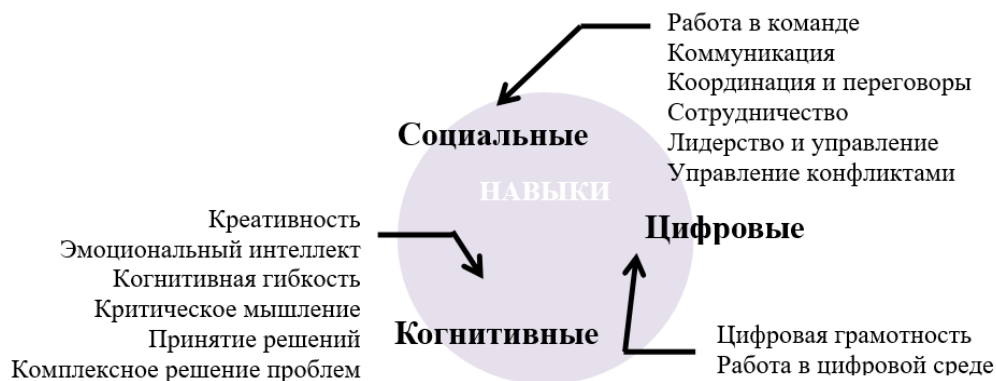 Работа в команде
Коммуникация
Координация и переговоры
Сотрудничество
Лидерство и управление
Управление конфликтами
Социальные
НАВЫКИ
Цифровые
Креативность
Эмоциональный интеллект
Когнитивная гибкость
Критическое мышление
Принятие решений
Комплексное решение проблем
Когнитивные
Цифровая грамотность
Работа в цифровой среде